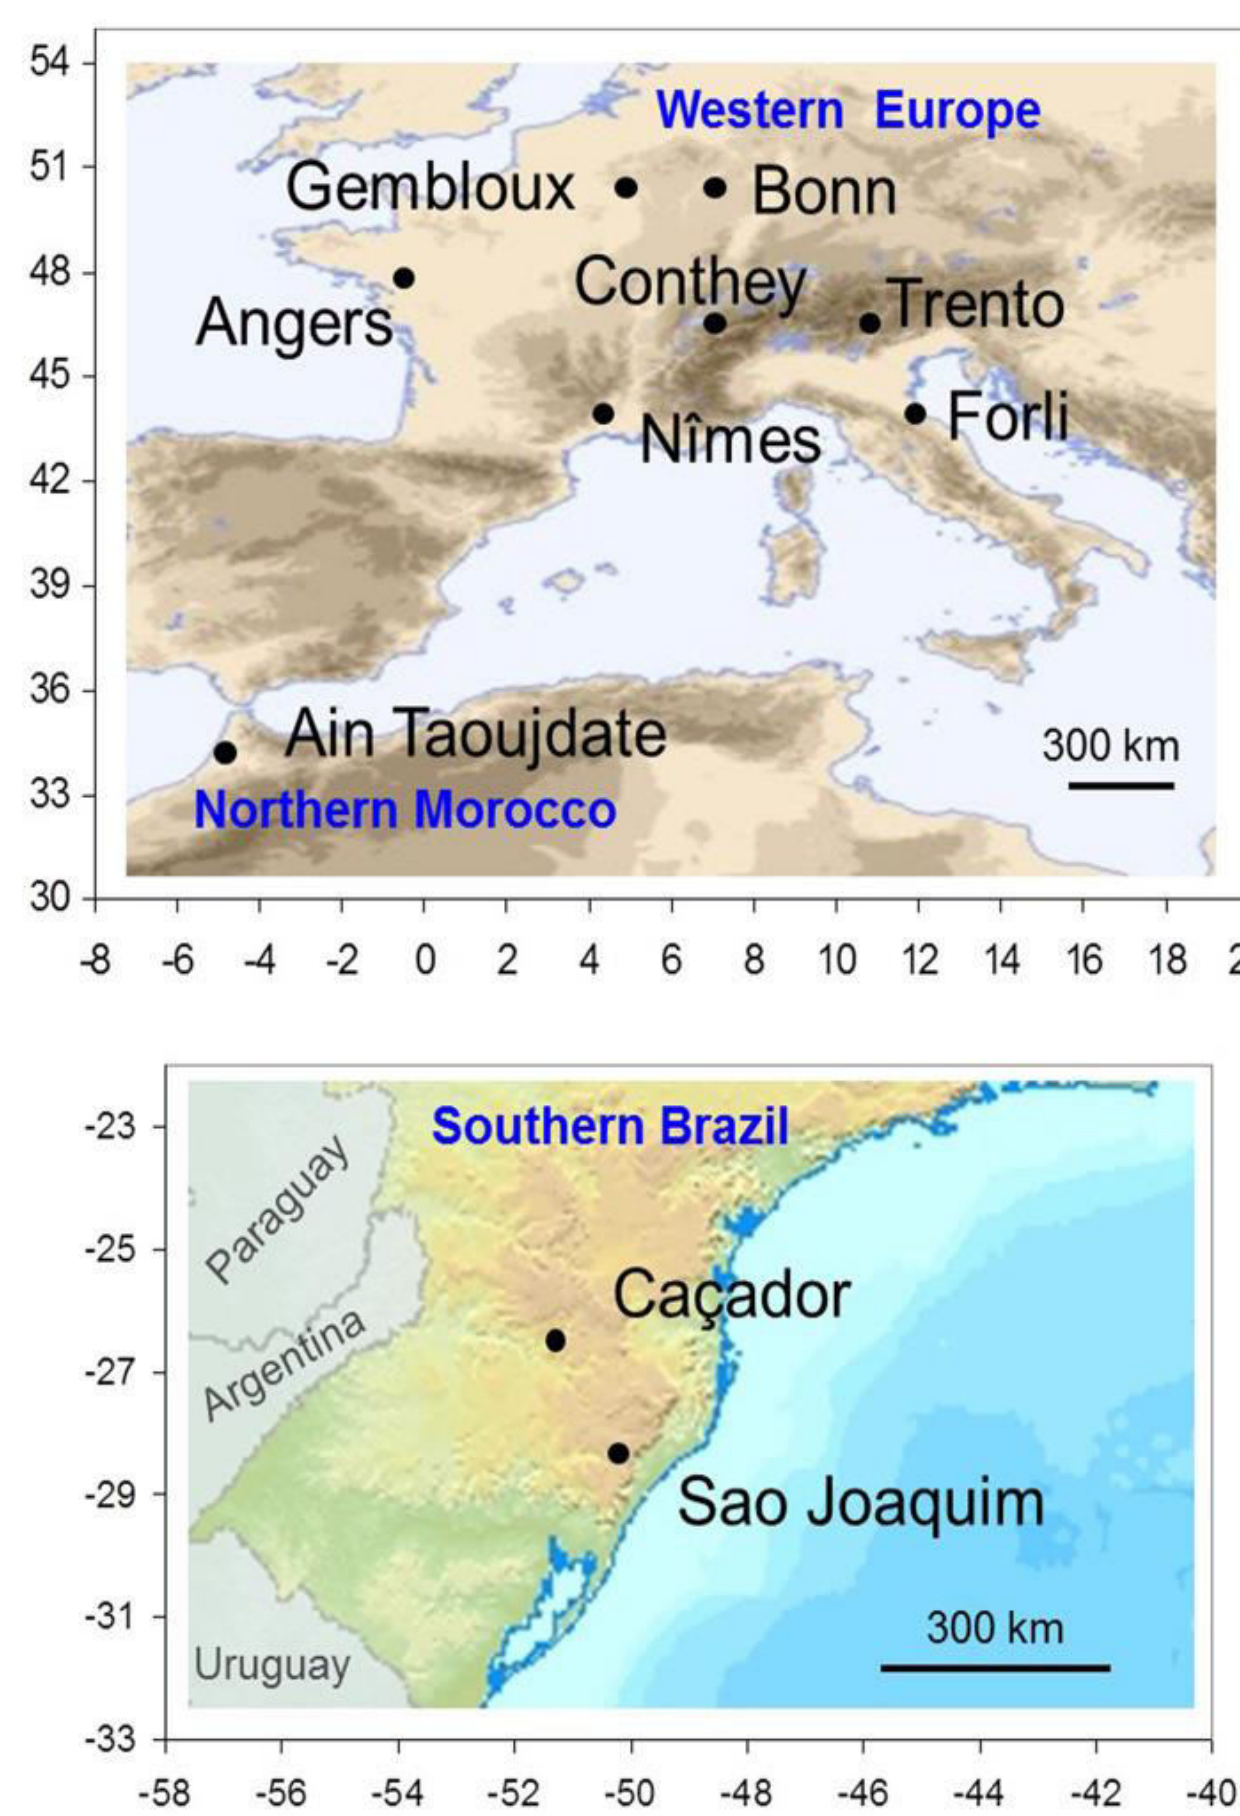 54
Western Europe
51
Gembloux
Bonn
48
Conthey
Trento
Angers
45
Forli
Nîmes
42
39
36
Ain Taoujdate
300 km
33
Northern Morocco
30
-8 -6 -4 -2 0 2 4 6 8 10 12 14 16 18
-23
Southern Brazil
Paraguay
-25
Caçador
Argentina
-27
-29
Sao Joaquim
-31
300 km
Uruguay
-33
-58 -56 -54 -52 -50 -48 -46 -44 -42 -40